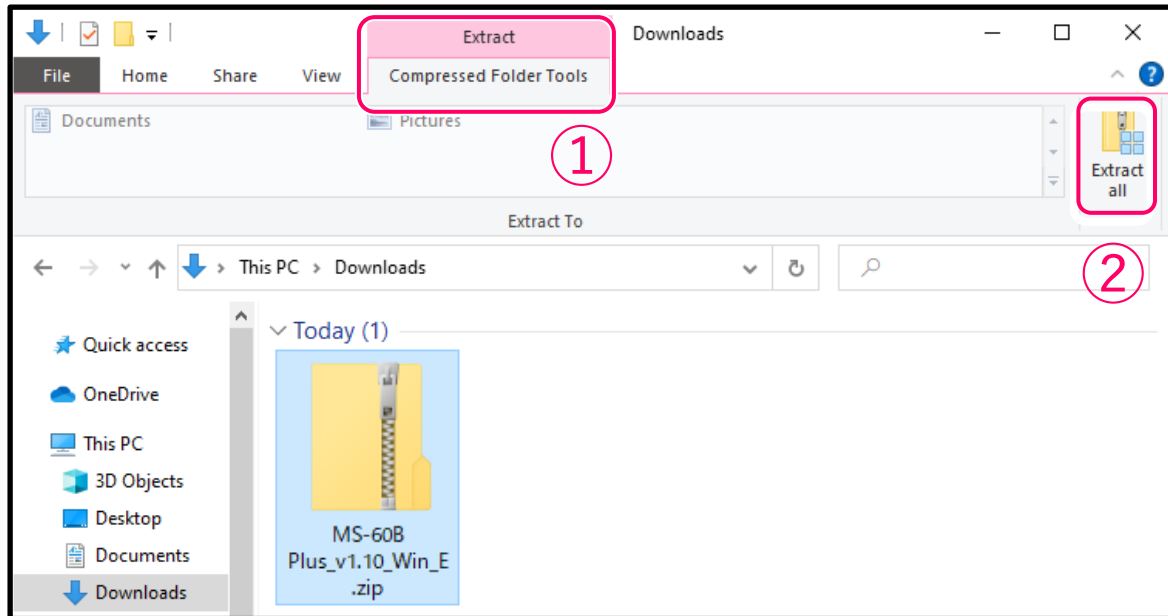 Extract
Downloads
File
Home
Share
View
Compressed Folder Tools
?
Documents
Pictures
①
Extract
all
Extract To
This PC > Downloads
②
Quick access
Today (1)
OneDrive
This PC
3D Objects
Desktop
Documents
Downloads
MS-60B
Plus_v1.10_Win_E
.zip